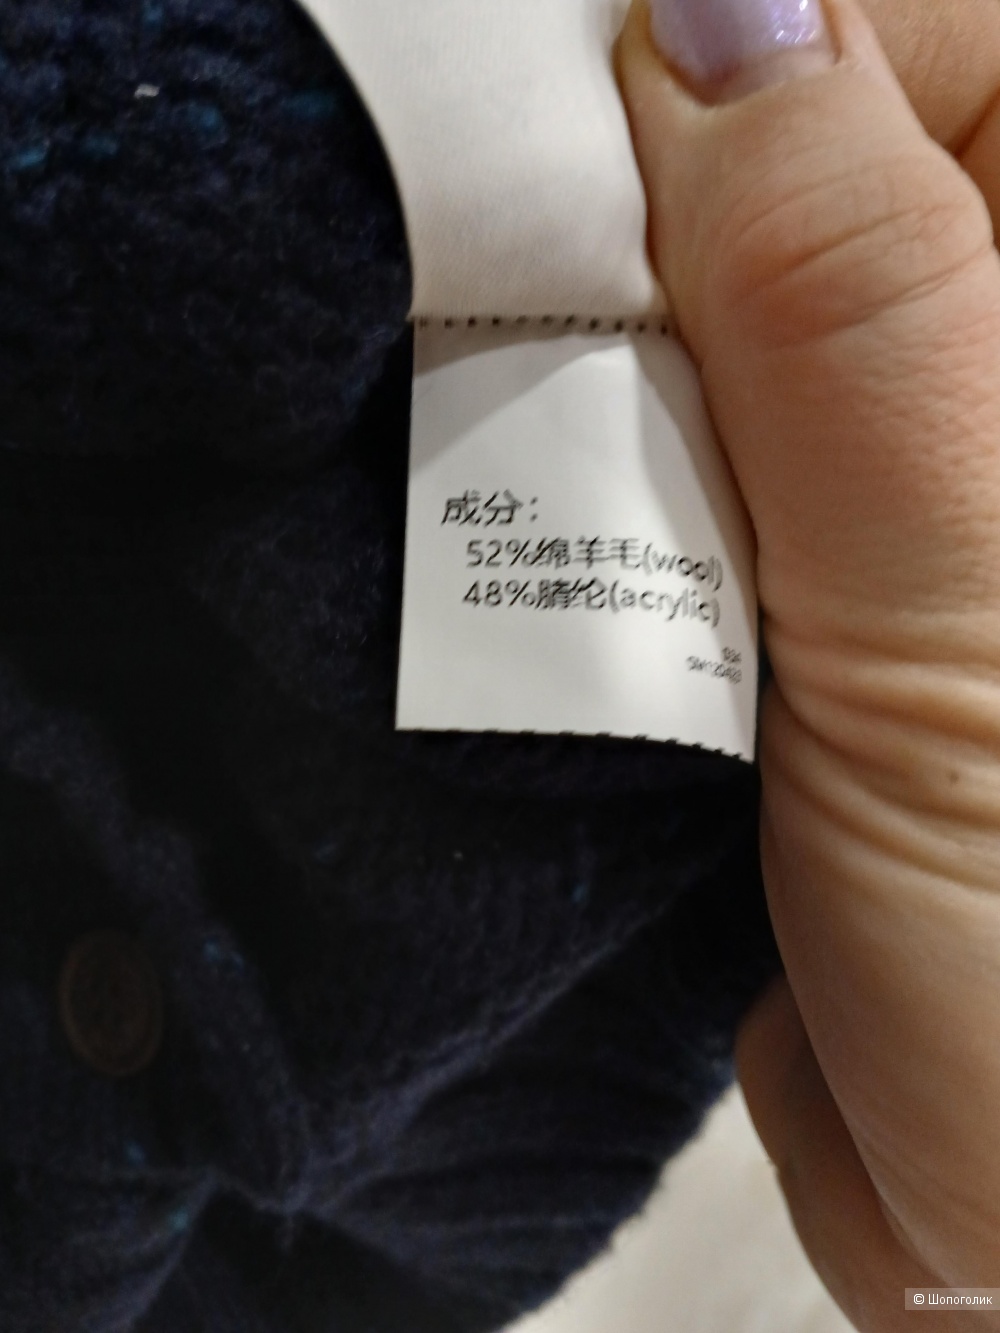 成分：
52%绵羊毛(wool)
48%腈纶(acrylic)
© Шопоголик